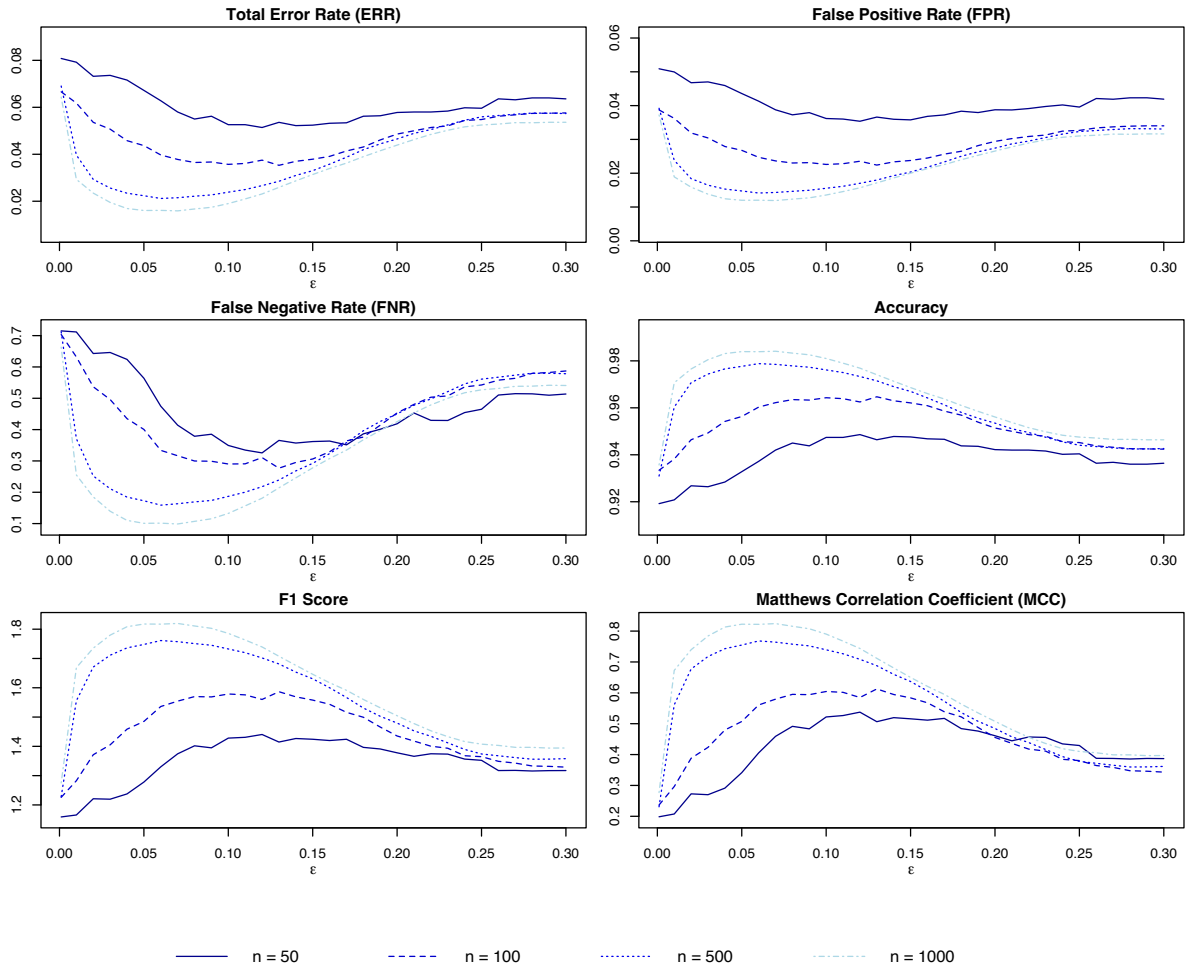 Total Error Rate (ERR)
0.02 0.04 0.06 0.08
0.00 0.05 0.10 0.15 0.20 0.25 0.30
ε
False Positive Rate (FPR)
0.00 0.02 0.04 0.06
0.00 0.05 0.10 0.15 0.20 0.25 0.30
ε
False Negative Rate (FNR)
0.1 0.2 0.3 0.4 0.5 0.6 0.7
0.00 0.05 0.10 0.15 0.20 0.25 0.30
ε
Accuracy
0.92 0.94 0.96 0.98
0.00 0.05 0.10 0.15 0.20 0.25 0.30
ε
F1 Score
1.2 1.4 1.6 1.8
0.00 0.05 0.10 0.15 0.20 0.25 0.30
ε
Matthews Correlation Coefficient (MCC)
0.2 0.3 0.4 0.5 0.6 0.7 0.8
0.00 0.05 0.10 0.15 0.20 0.25 0.30
ε
n = 50 n = 100 n = 500 n = 1000